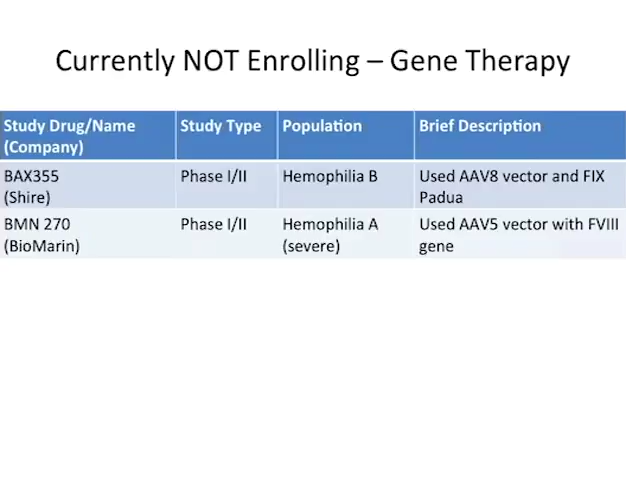 Currently NOT Enrolling – Gene Therapy
Study Drug/Name (Company)
Study Type
Population
Brief Description
BAX355 (Shire)
Phase I/II
Hemophilia B
Used AAV8 vector and FIX Padua
BMN 270 (BioMarin)
Phase I/II
Hemophilia A (severe)
Used AAV5 vector with FVIII gene